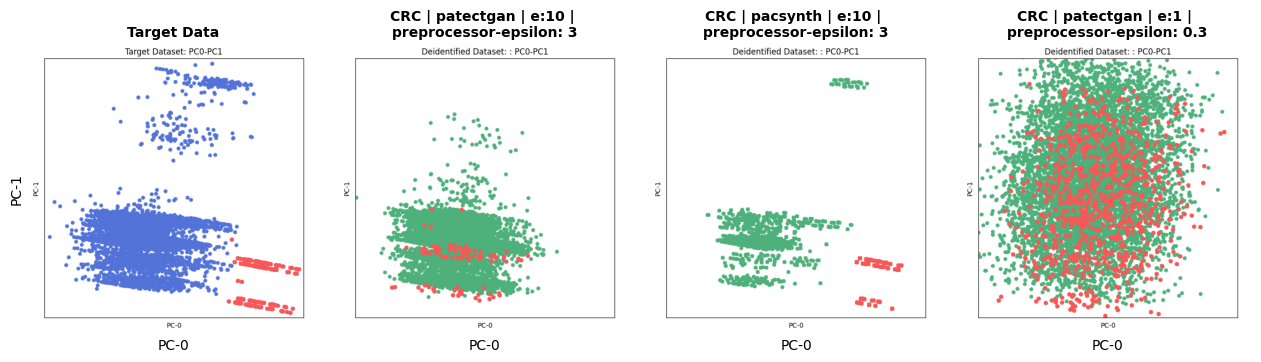 Target Data
Target Dataset: PC0-PC1
PC-1
PC-1
PC-0
PC-0
CRC | patectgan | e:10 |
preprocessor-epsilon: 3
Deidentified Dataset: : PC0-PC1
PC-1
PC-0
PC-0
CRC | pacsynth | e:10 |
preprocessor-epsilon: 3
Deidentified Dataset: : PC0-PC1
PC-1
PC-0
PC-0
CRC | patectgan | e:1 |
preprocessor-epsilon: 0.3
Deidentified Dataset: : PC0-PC1
PC-1
PC-0
PC-0